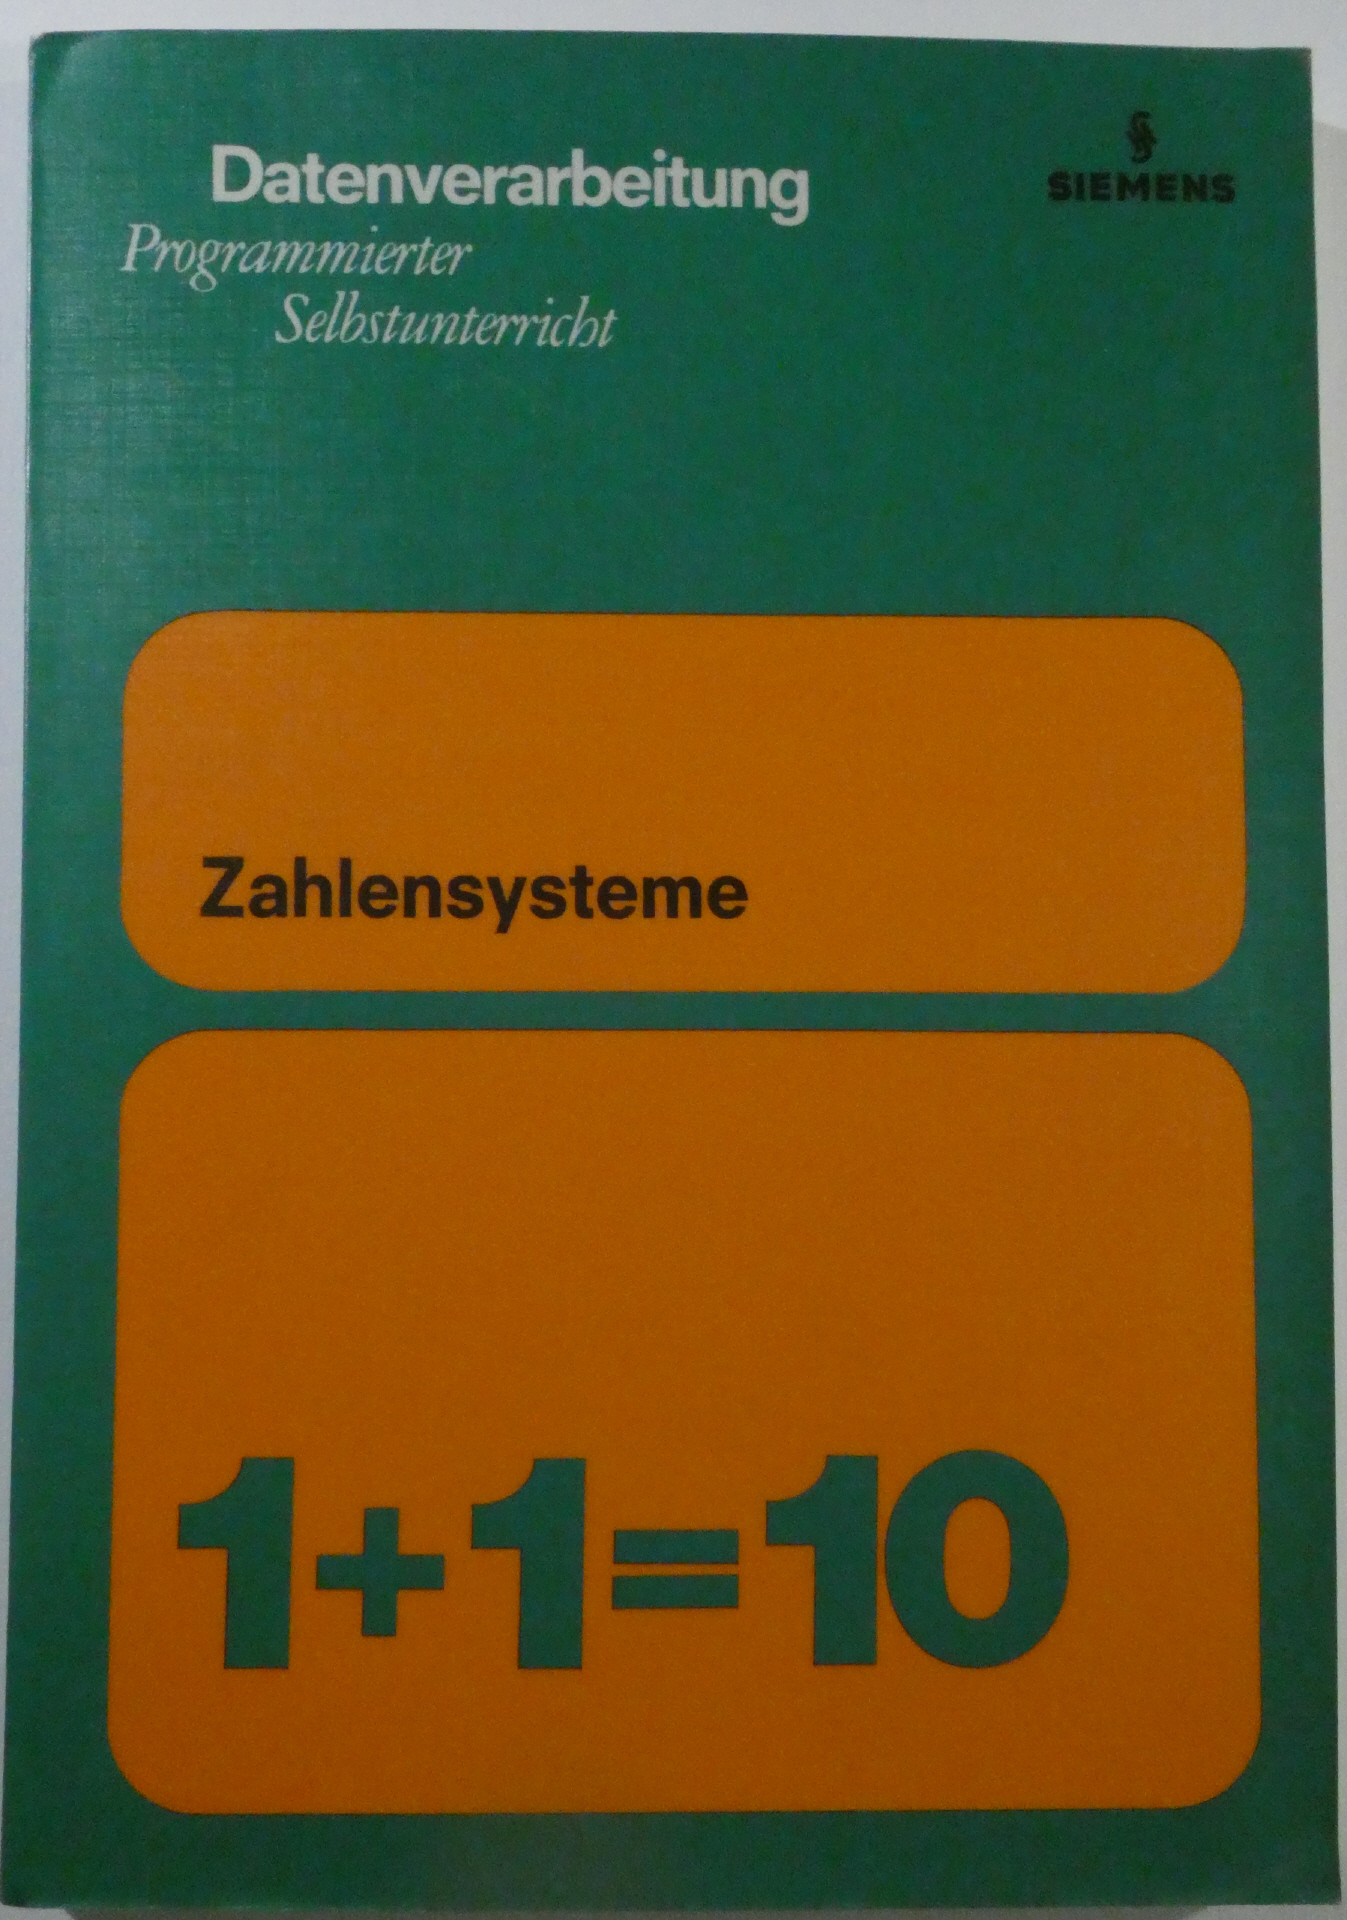 Datenverarbeitung
SIEMENS
Programmierter
Selbstunterricht
Zahlensysteme
1+1=10